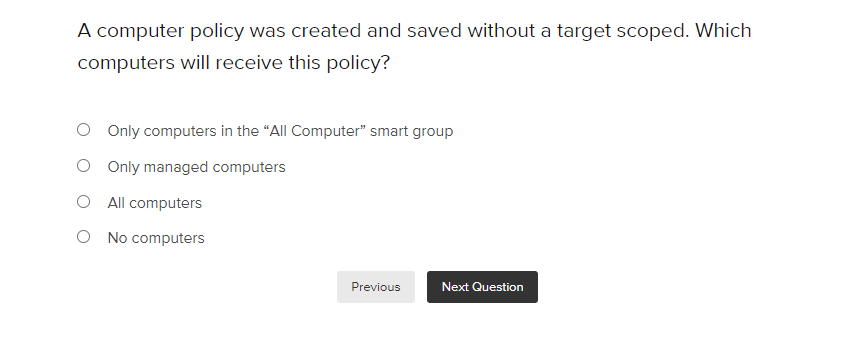 A computer policy was created and saved without a target scoped. Which
computers will receive this policy?
Only computers in the “All Computer” smart group
Only managed computers
All computers
No computers
Previous
Next Question